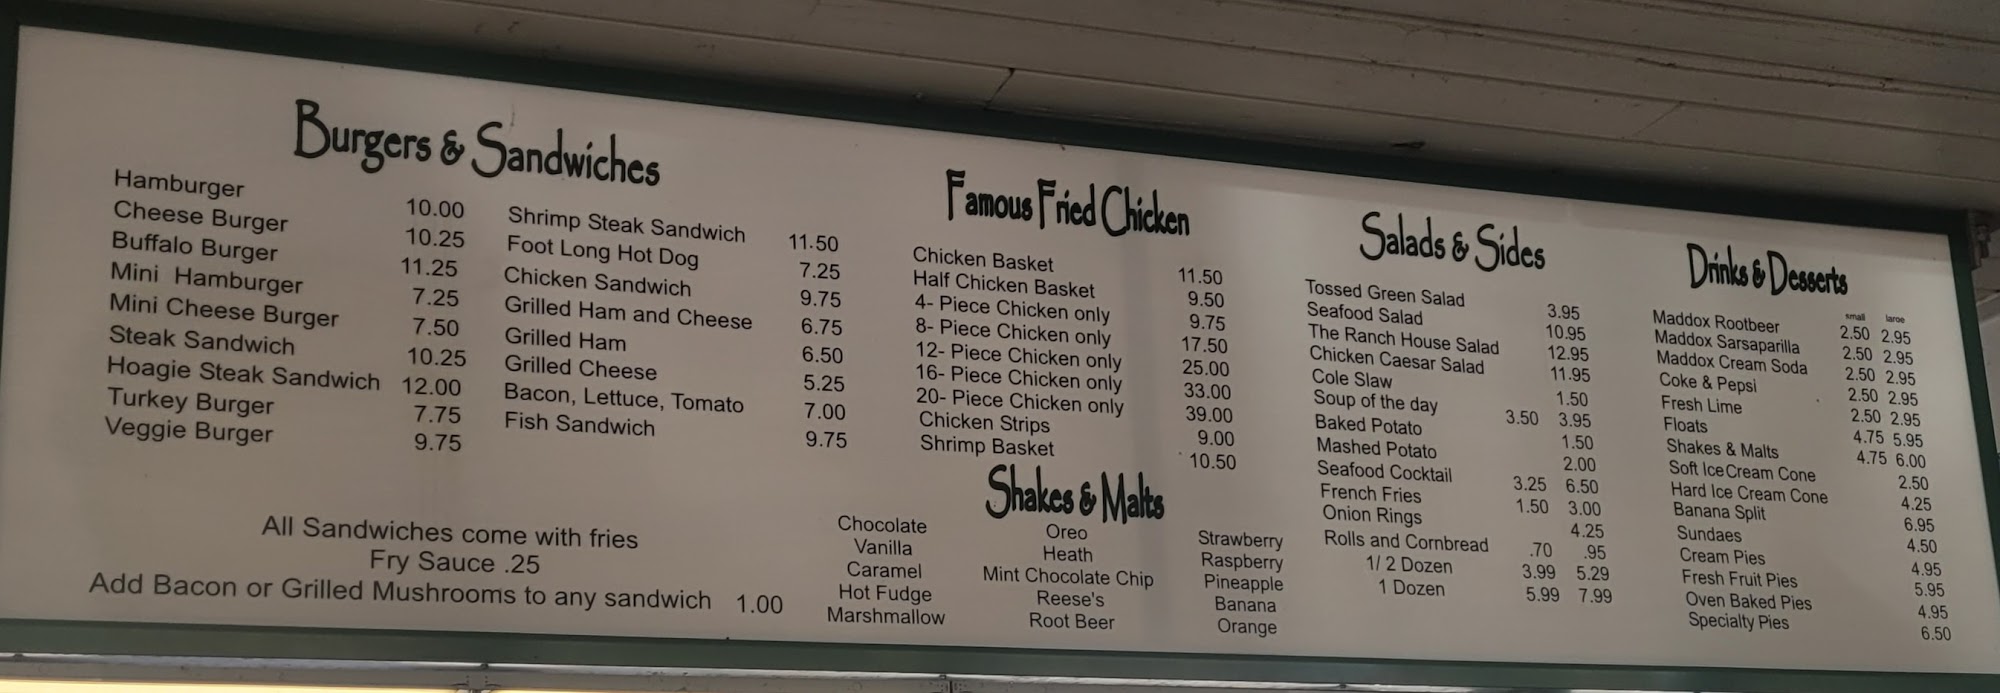 Burgers & Sandwiches
Hamburger 10.00
Cheese Burger 10.25
Buffalo Burger 11.25
Mini Hamburger 7.25
Mini Cheese Burger 7.50
Steak Sandwich 10.25
Hoagie Steak Sandwich 12.00
Turkey Burger 7.75
Veggie Burger 9.75
Shrimp Steak Sandwich 11.50
Foot Long Hot Dog 7.25
Chicken Sandwich 9.75
Grilled Ham and Cheese 6.75
Grilled Ham 6.50
Grilled Cheese 5.25
Bacon, Lettuce, Tomato 7.00
Fish Sandwich 9.75
All Sandwiches come with fries
Fry Sauce .25
Add Bacon or Grilled Mushrooms to any sandwich 1.00
Famous Fried Chicken
Chicken Basket 11.50
Half Chicken Basket 9.50
4- Piece Chicken only 9.75
8- Piece Chicken only 17.50
12- Piece Chicken only 25.00
16- Piece Chicken only 33.00
20- Piece Chicken only 39.00
Chicken Strips 9.00
Shrimp Basket 10.50
Shakes & Malts
Chocolate Oreo Strawberry
Vanilla Heath Raspberry
Caramel Mint Chocolate Chip Pineapple
Hot Fudge Reese's Banana
Marshmallow Root Beer Orange
Salads & Sides
Tossed Green Salad 3.95
Seafood Salad 10.95
The Ranch House Salad 12.95
Chicken Caesar Salad 11.95
Cole Slaw 1.50
Soup of the day 3.50 3.95
Baked Potato 1.50
Mashed Potato 2.00
Seafood Cocktail 3.25 6.50
French Fries 1.50 3.00
Onion Rings 4.25
Rolls and Cornbread .70 .95
1/ 2 Dozen 3.99 5.29
1 Dozen 5.99 7.99
Drinks & Desserts
small large
Maddox Rootbeer 2.50 2.95
Maddox Sarsaparilla 2.50 2.95
Maddox Cream Soda 2.50 2.95
Coke & Pepsi 2.50 2.95
Fresh Lime 2.50 2.95
Floats 4.75 5.95
Shakes & Malts 4.75 6.00
Soft Ice Cream Cone 2.50
Hard Ice Cream Cone 4.25
Banana Split 6.95
Sundaes 4.50
Cream Pies 4.95
Fresh Fruit Pies 5.95
Oven Baked Pies 4.95
Specialty Pies 6.50